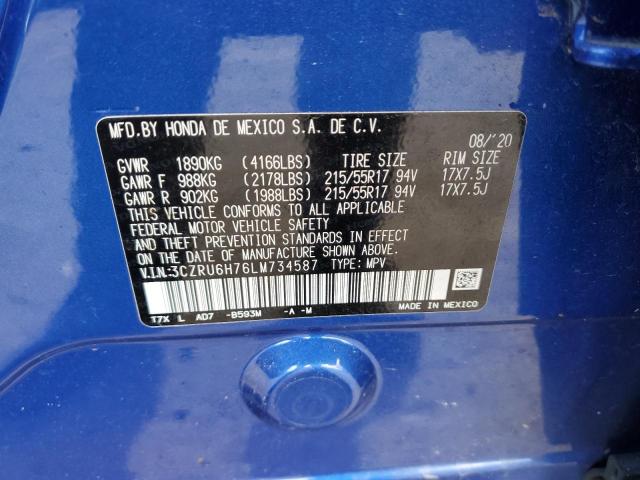 MFD.BY HONDA DE MEXICO S.A. DE C.V.
08/'20
GVWR 1890KG (4166LBS) TIRE SIZE RIM SIZE
GAWR F 988KG (2178LBS) 215/55R17 94V 17X7.5J
GAWR R 902KG (1988LBS) 215/55R17 94V 17X7.5J
THIS VEHICLE CONFORMS TO ALL APPLICABLE
FEDERAL MOTOR VEHICLE SAFETY
AND THEFT PREVENTION STANDARDS IN EFFECT
ON THE DATE OF MANUFACTURE SHOWN ABOVE.
V.I.N:3CZRU6H76LM734587 TYPE: MPV
T7X L AD7 -B593M -A -M MADE IN MEXICO